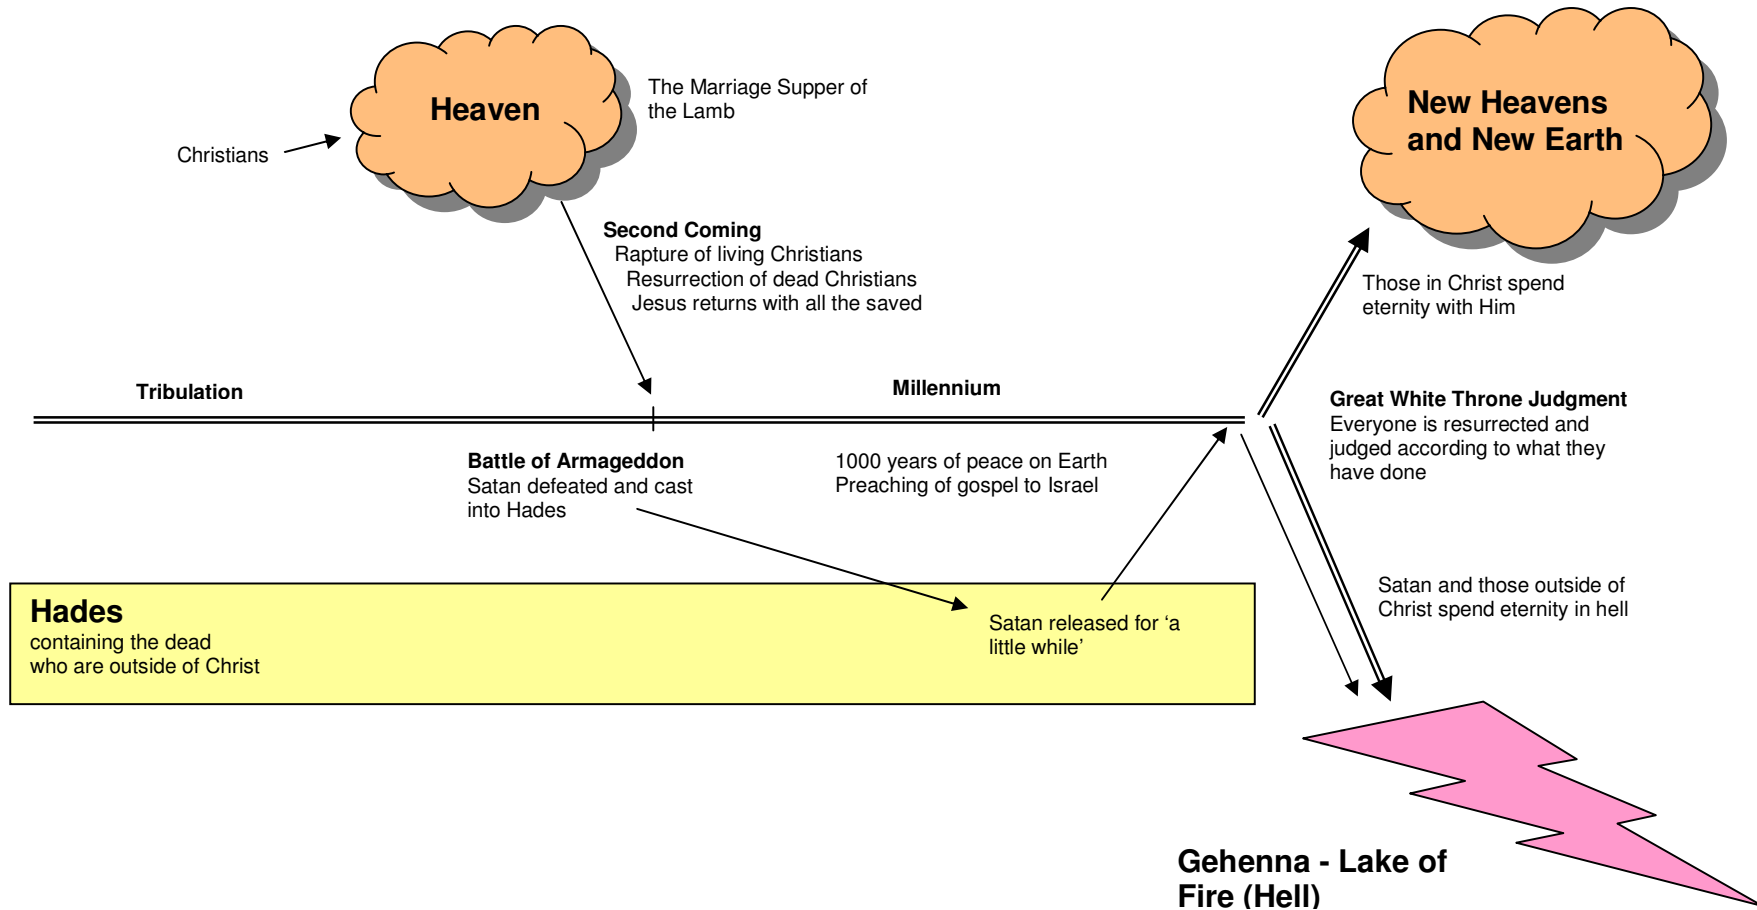 Heaven
The Marriage Supper of
the Lamb
Christians
New Heavens
and New Earth
Second Coming
Rapture of living Christians
Resurrection of dead Christians
Jesus returns with all the saved
Those in Christ spend
eternity with Him
Tribulation
Millennium
Great White Throne Judgment
Everyone is resurrected and
judged according to what they
have done
Battle of Armageddon
Satan defeated and cast
into Hades
1000 years of peace on Earth
Preaching of gospel to Israel
Hades
containing the dead
who are outside of Christ
Satan released for ‘a
little while’
Satan and those outside of
Christ spend eternity in hell
Gehenna - Lake of
Fire (Hell)